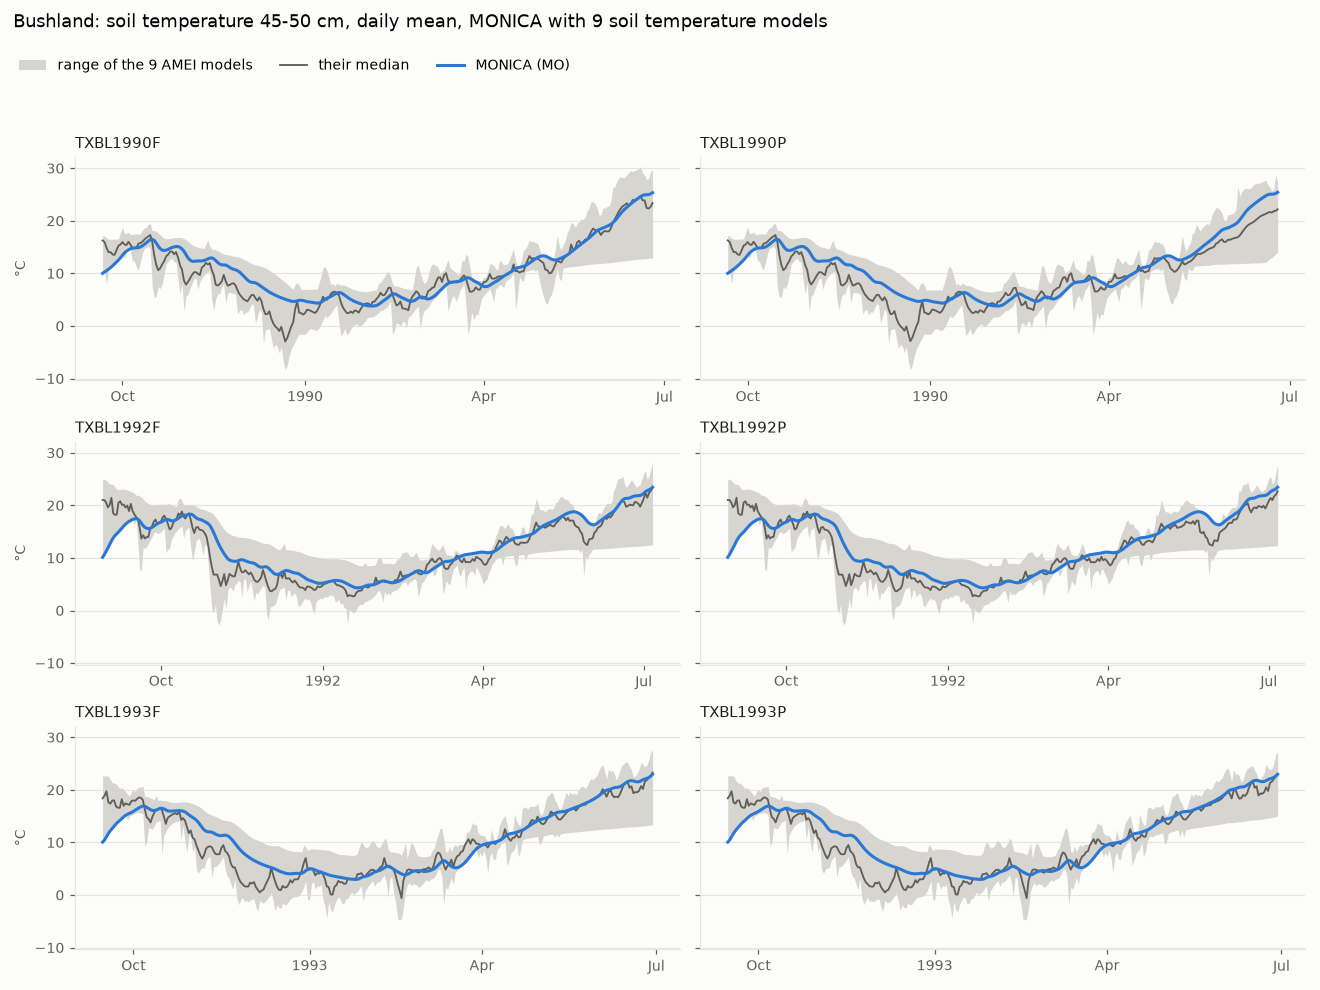 Bushland: soil temperature 45-50 cm, daily mean, MONICA with 9 soil temperature models
range of the 9 AMEI models their median MONICA (MO)
TXBL1990F TXBL1990P
30
20
10
0
−10
°C
Oct 1990 Apr Jul Oct 1990 Apr Jul
TXBL1992F TXBL1992P
30
20
10
0
−10
°C
Oct 1992 Apr Jul Oct 1992 Apr Jul
TXBL1993F TXBL1993P
30
20
10
0
−10
°C
Oct 1993 Apr Jul Oct 1993 Apr Jul